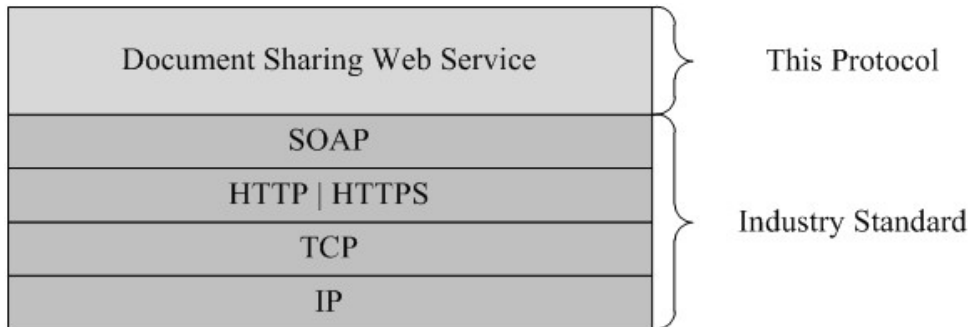 Document Sharing Web Service
This Protocol
SOAP
HTTP | HTTPS
TCP
IP
Industry Standard